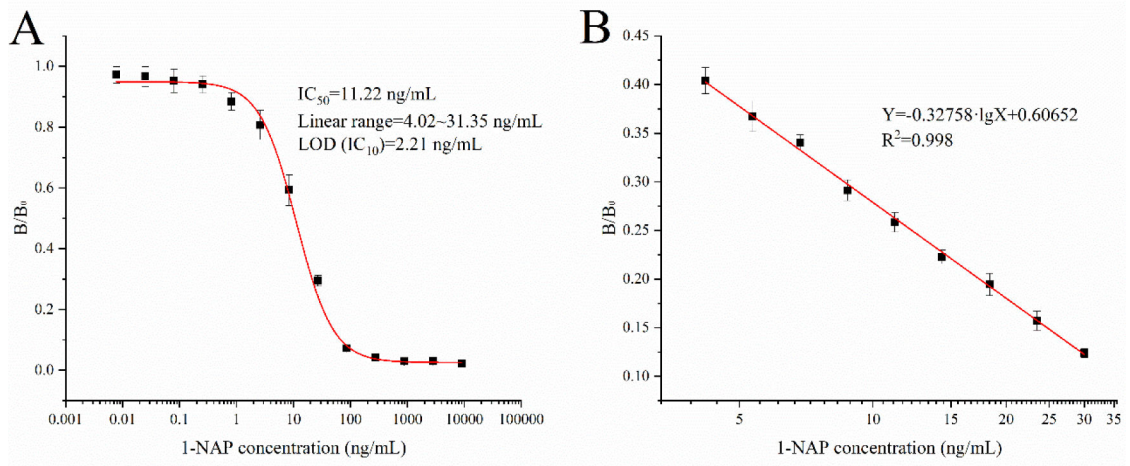 A
B/B0
1.0
0.8
0.6
0.4
0.2
0.0
IC50=11.22 ng/mL
Linear range=4.02~31.35 ng/mL
LOD (IC10)=2.21 ng/mL
0.001 0.01 0.1 1 10 100 1000 10000 100000
1-NAP concentration (ng/mL)
B
B/B0
0.45
0.40
0.35
0.30
0.25
0.20
0.15
0.10
Y=-0.32758·lgX+0.60652
R2=0.998
5 10 15 20 25 30 35
1-NAP concentration (ng/mL)